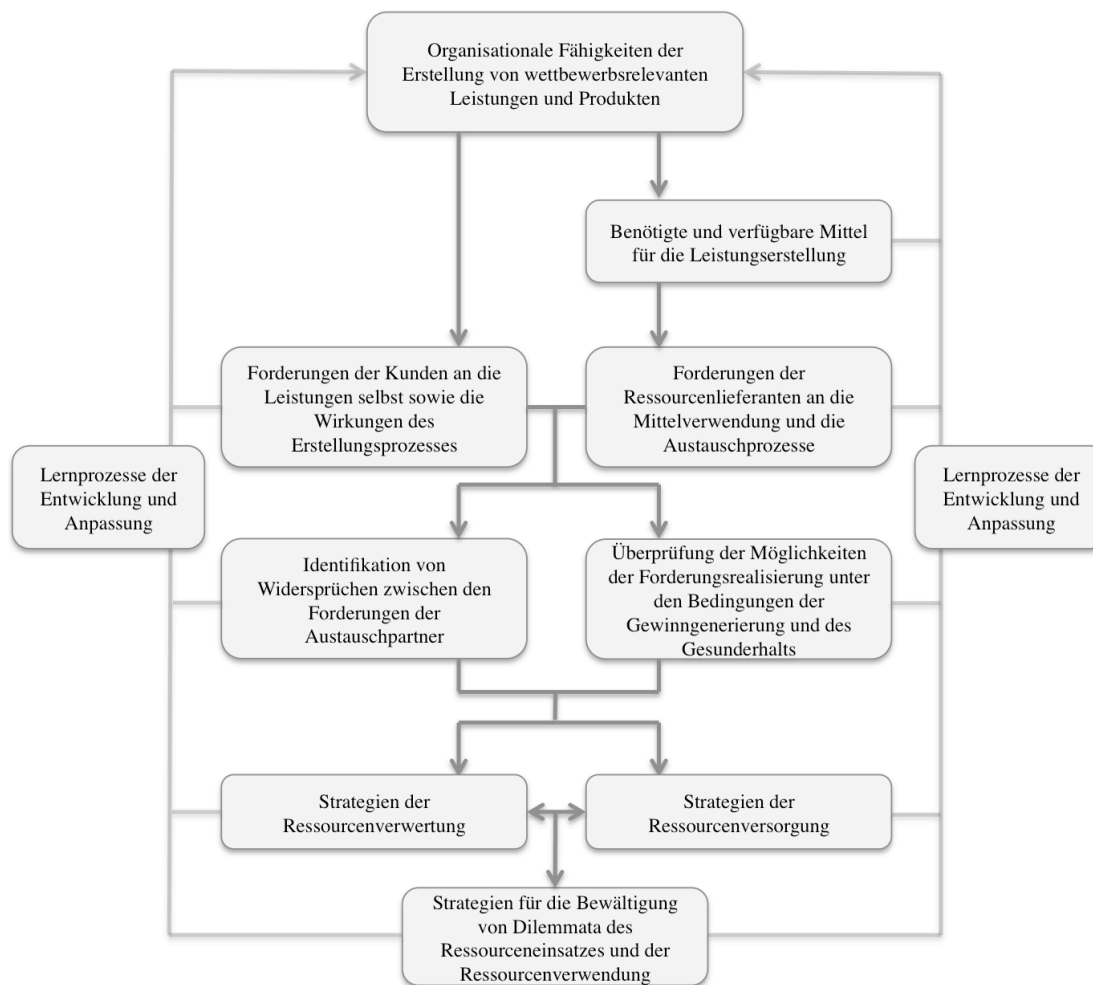 Organisationale Fähigkeiten der
Erstellung von wettbewerbsrelevanten
Leistungen und Produkten
Benötigte und verfügbare Mittel
für die Leistungserstellung
Forderungen der Kunden an die
Leistungen selbst sowie die
Wirkungen des
Erstellungsprozesses
Forderungen der
Ressourcenlieferanten an die
Mittelverwendung und die
Austauschprozesse
Lernprozesse der
Entwicklung und
Anpassung
Lernprozesse der
Entwicklung und
Anpassung
Identifikation von
Widersprüchen zwischen den
Forderungen der
Austauschpartner
Überprüfung der Möglichkeiten
der Forderungsrealisierung unter
den Bedingungen der
Gewinngenerierung und des
Gesunderhalts
Strategien der
Ressourcenverwertung
Strategien der
Ressourcenversorgung
Strategien für die Bewältigung
von Dilemmata des
Ressourceneinsatzes und der
Ressourcenverwendung